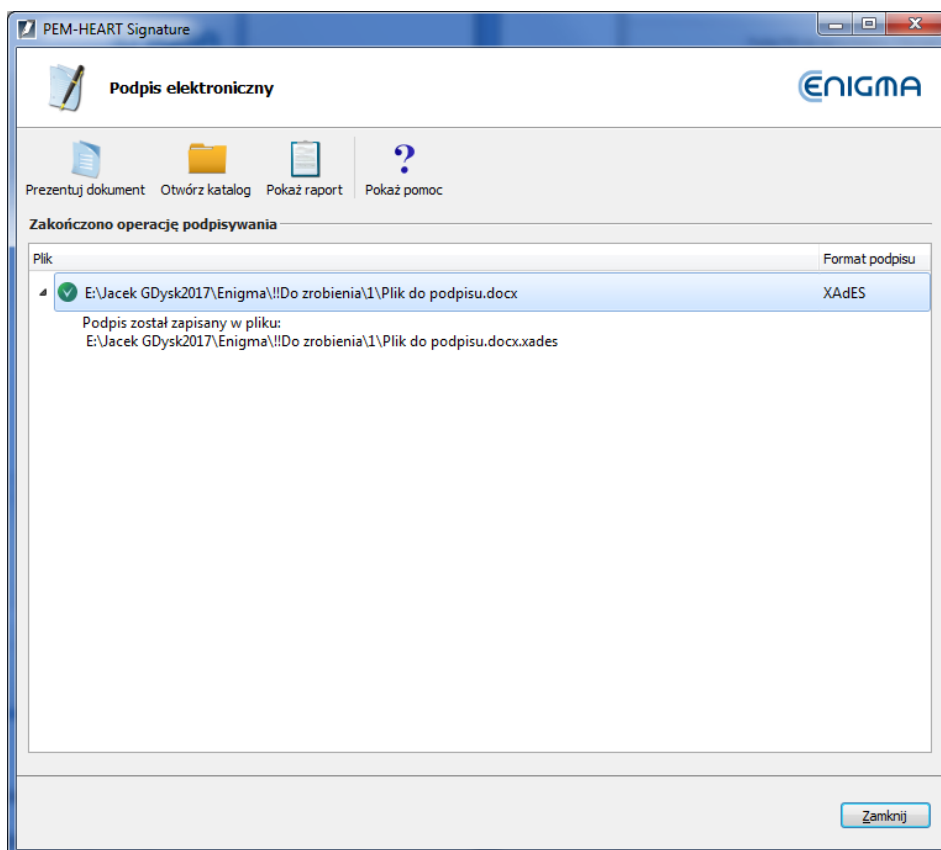 PEM-HEART Signature
Podpis elektroniczny
ENIGMA
Prezentuj dokument Otwórz katalog Pokaż raport Pokaż pomoc
Zakończono operację podpisywania
Plik Format podpisu
E:\Jacek GDysk2017\Enigma\!!Do zrobienia\1\Plik do podpisu.docx XAdES
Podpis został zapisany w pliku:
E:\Jacek GDysk2017\Enigma\!!Do zrobienia\1\Plik do podpisu.docx.xades
Zamknij